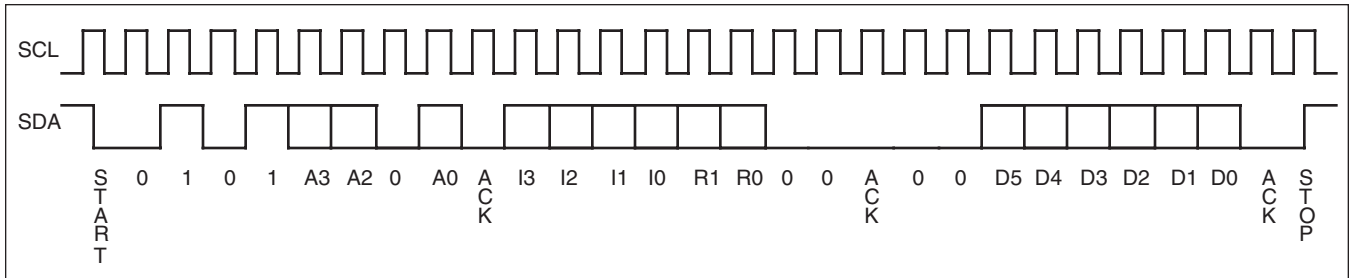 SCL
SDA
START 0 1 0 1 A3 A2 0 A0 ACK I3 I2 I1 I0 R1 R0 0 0 ACK 0 0 D5 D4 D3 D2 D1 D0 ACK STOP